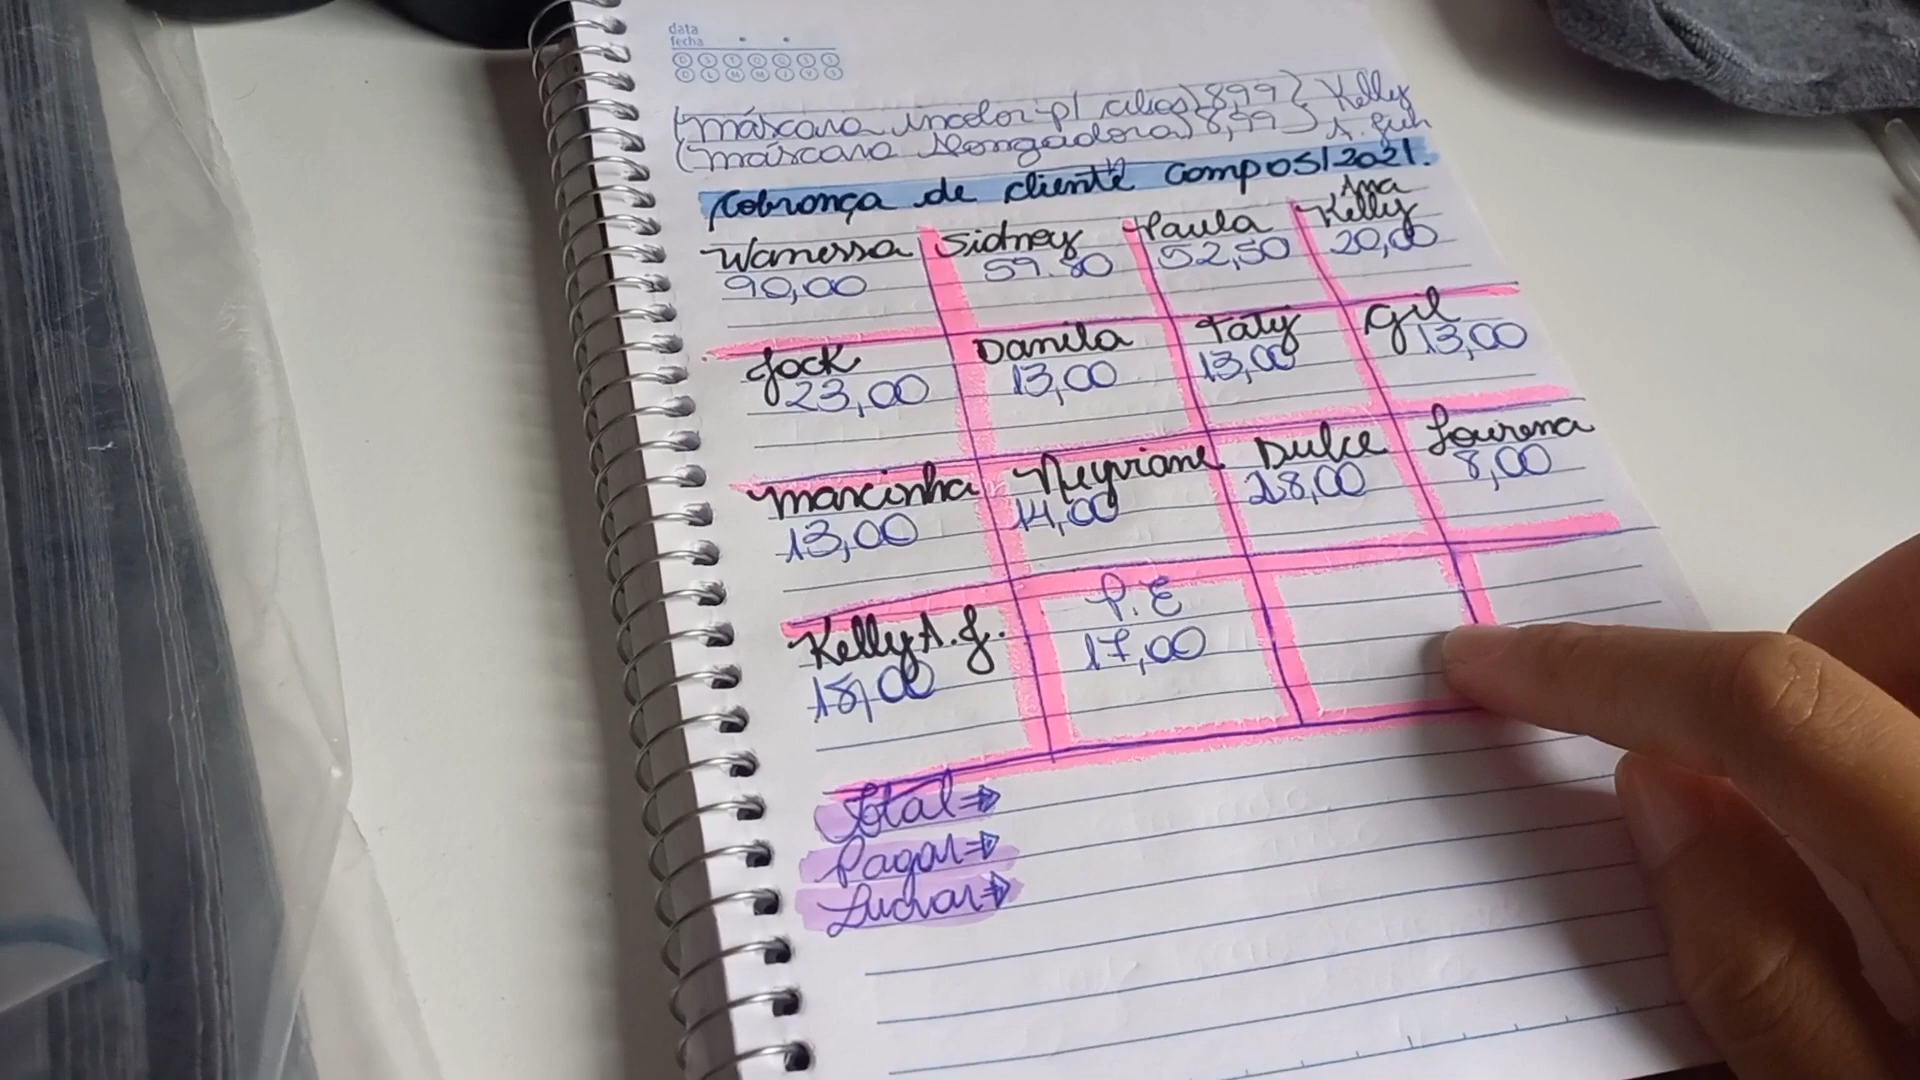 data
fecha
D S T Q Q S S
D L M M J V S
(máscara incolor p/ cílios) 8,99 } Kelly
(máscara Alongadora) 8,99 } A. Juh
Cobrança de cliente Camp 05/2021.
Wanessa Sidney Paula Ana Kelly
90,00 59.80 52,50 20,00
Jack Danila Taty Gil
23,00 13,00 13,00 13,00
Marcinha Neyviane Dulce Lourena
13,00 14,00 28,00 8,00
Kelly A. J. P. E
18,00 17,00
Total ⇒
Pagar ⇒
Lucrar ⇒